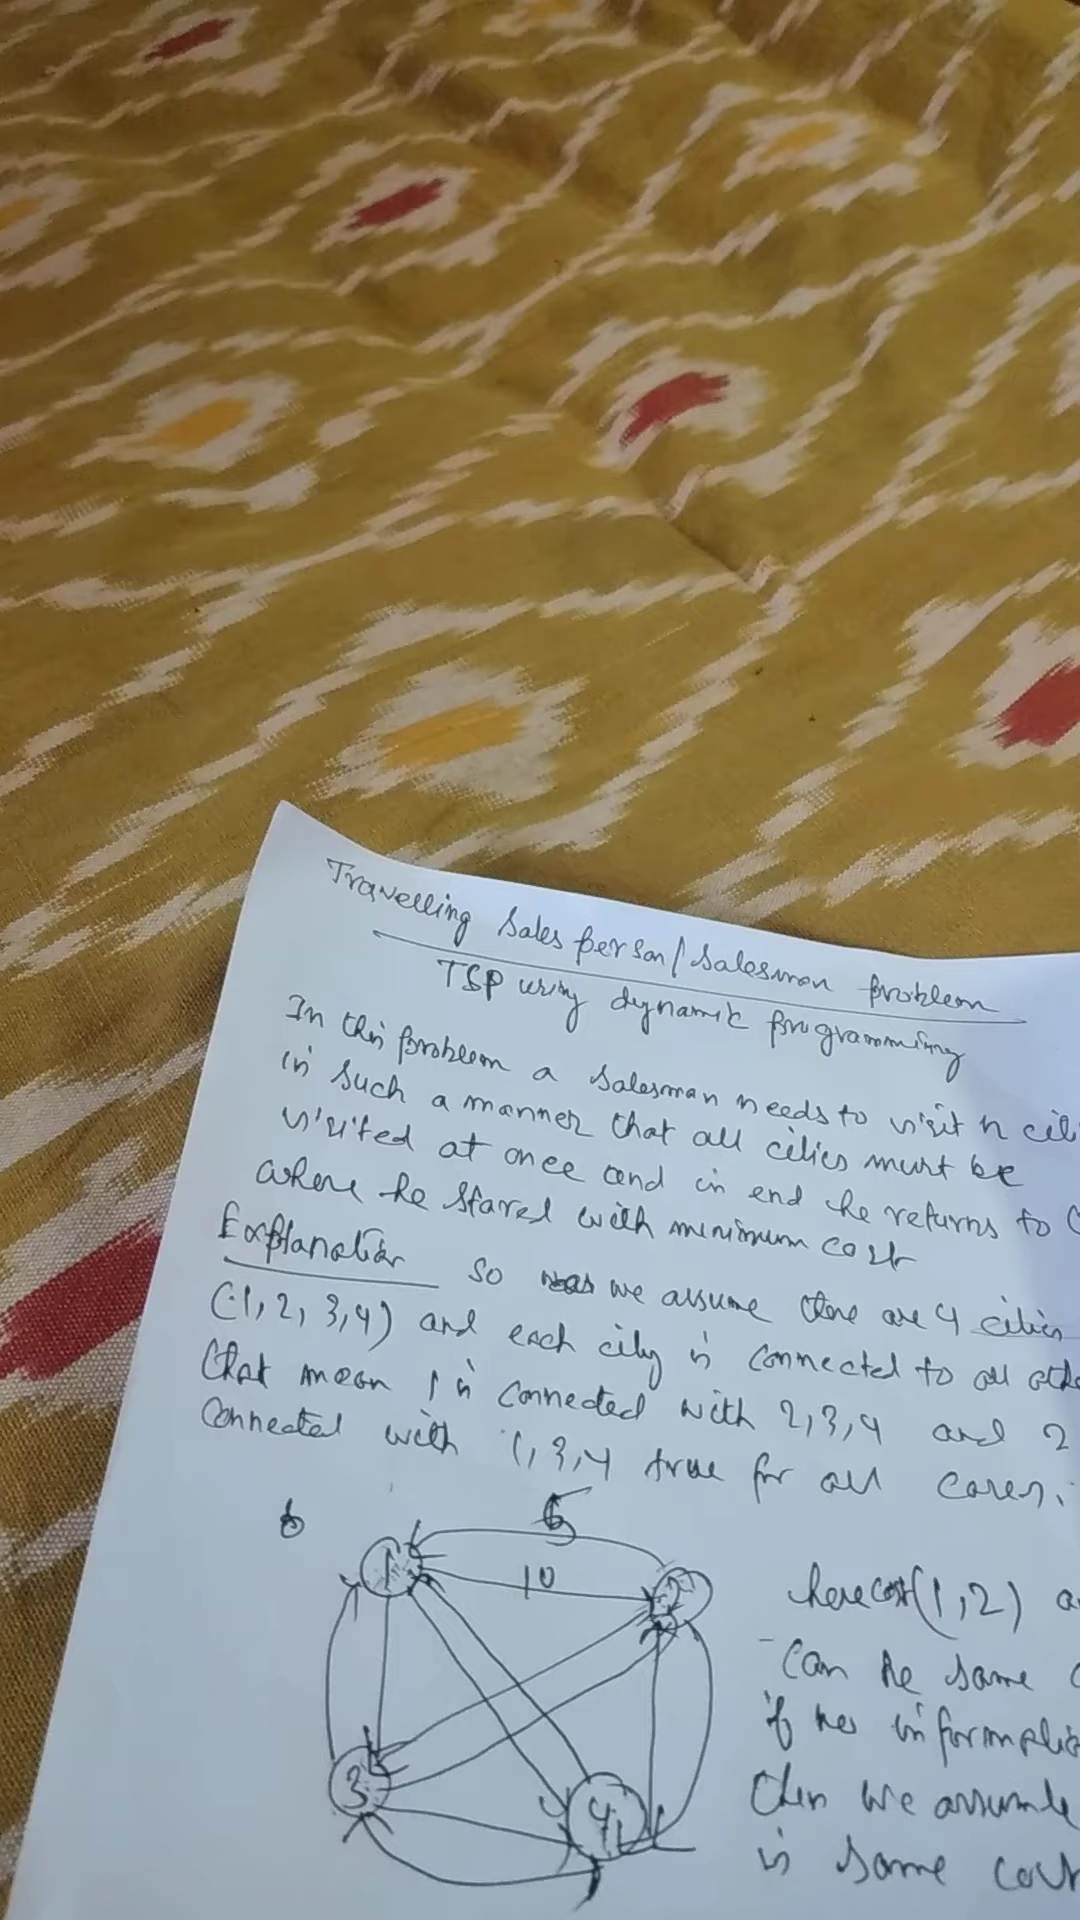 Travelling Sales person/salesman problem
TSP using dynamic programming
In this problem a salesman needs to visit n
in such a manner that all cities must be
visited at once and in end he returns to
where he stared with minimum cost
Explanation so we assume there are 4 cities
(1, 2, 3, 4) and each city is connected to all
that mean 1 is connected with 2, 3, 4 and 2
connected with 1, 3, 4 true for all cases.
1 10 2
here cost(1,2)
can be same
if no
then we assume
is same cost
3 4